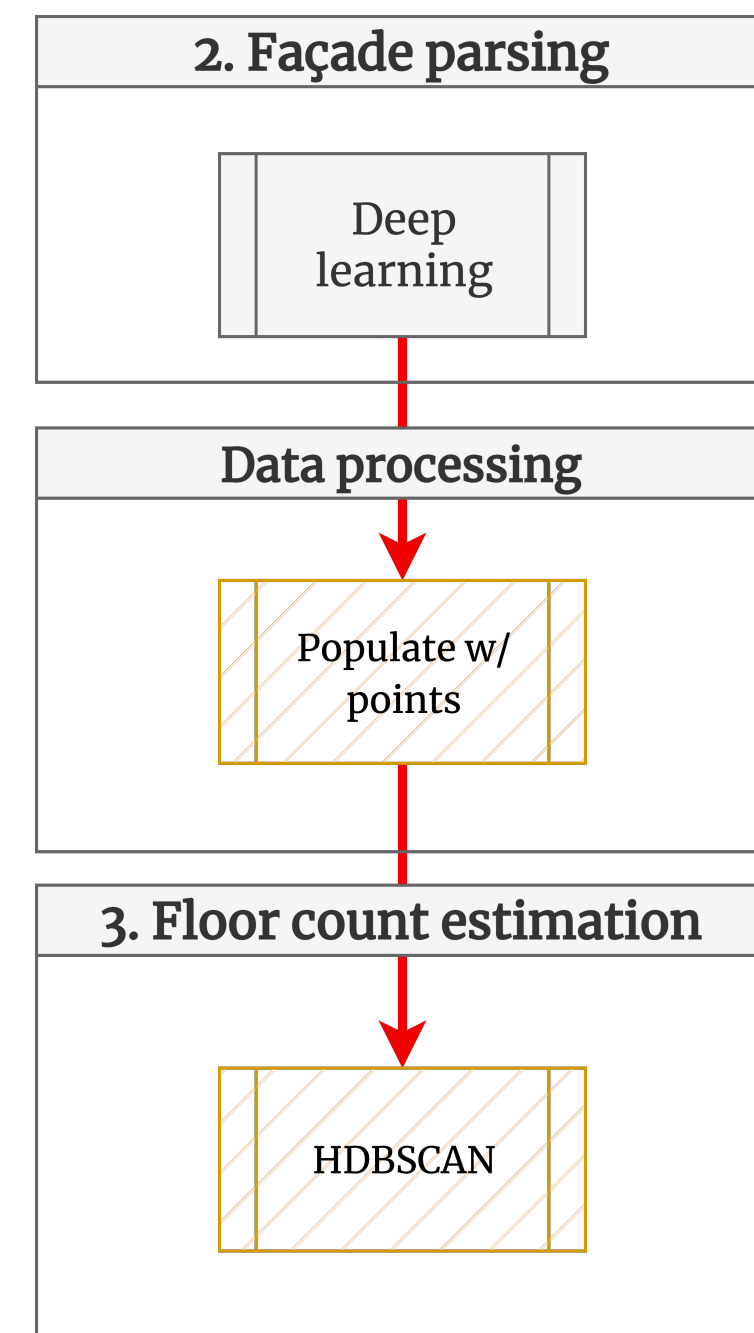 2. Façade parsing
Deep
learning
Data processing
Populate w/
points
3. Floor count estimation
HDBSCAN